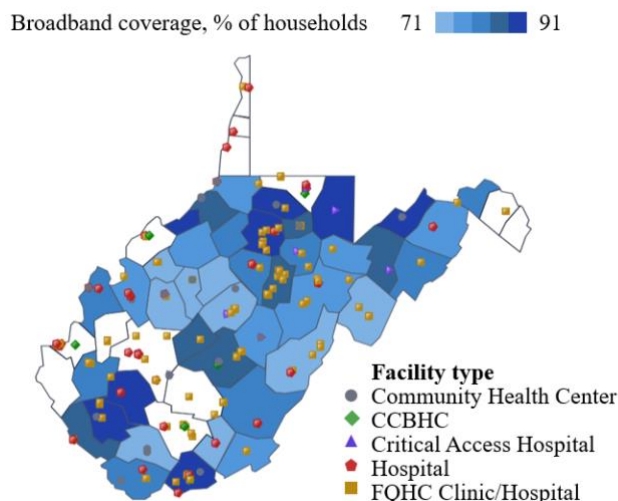 Broadband coverage, % of households 71 91
Facility type
Community Health Center
CCBHC
Critical Access Hospital
Hospital
FQHC Clinic/Hospital